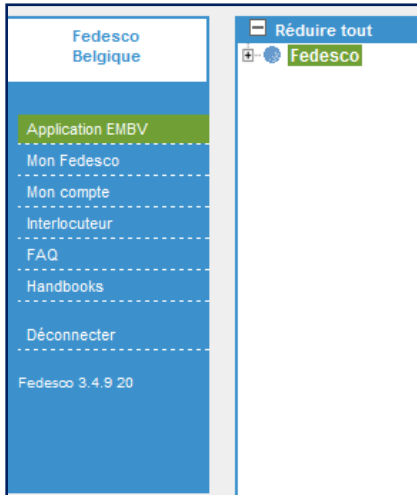 Fedesco
Belgique
Application EMBV
Mon Fedesco
Mon compte
Interlocuteur
FAQ
Handbooks
Déconnecter
Fedesco 3.4.9 20
Réduire tout
Fedesco